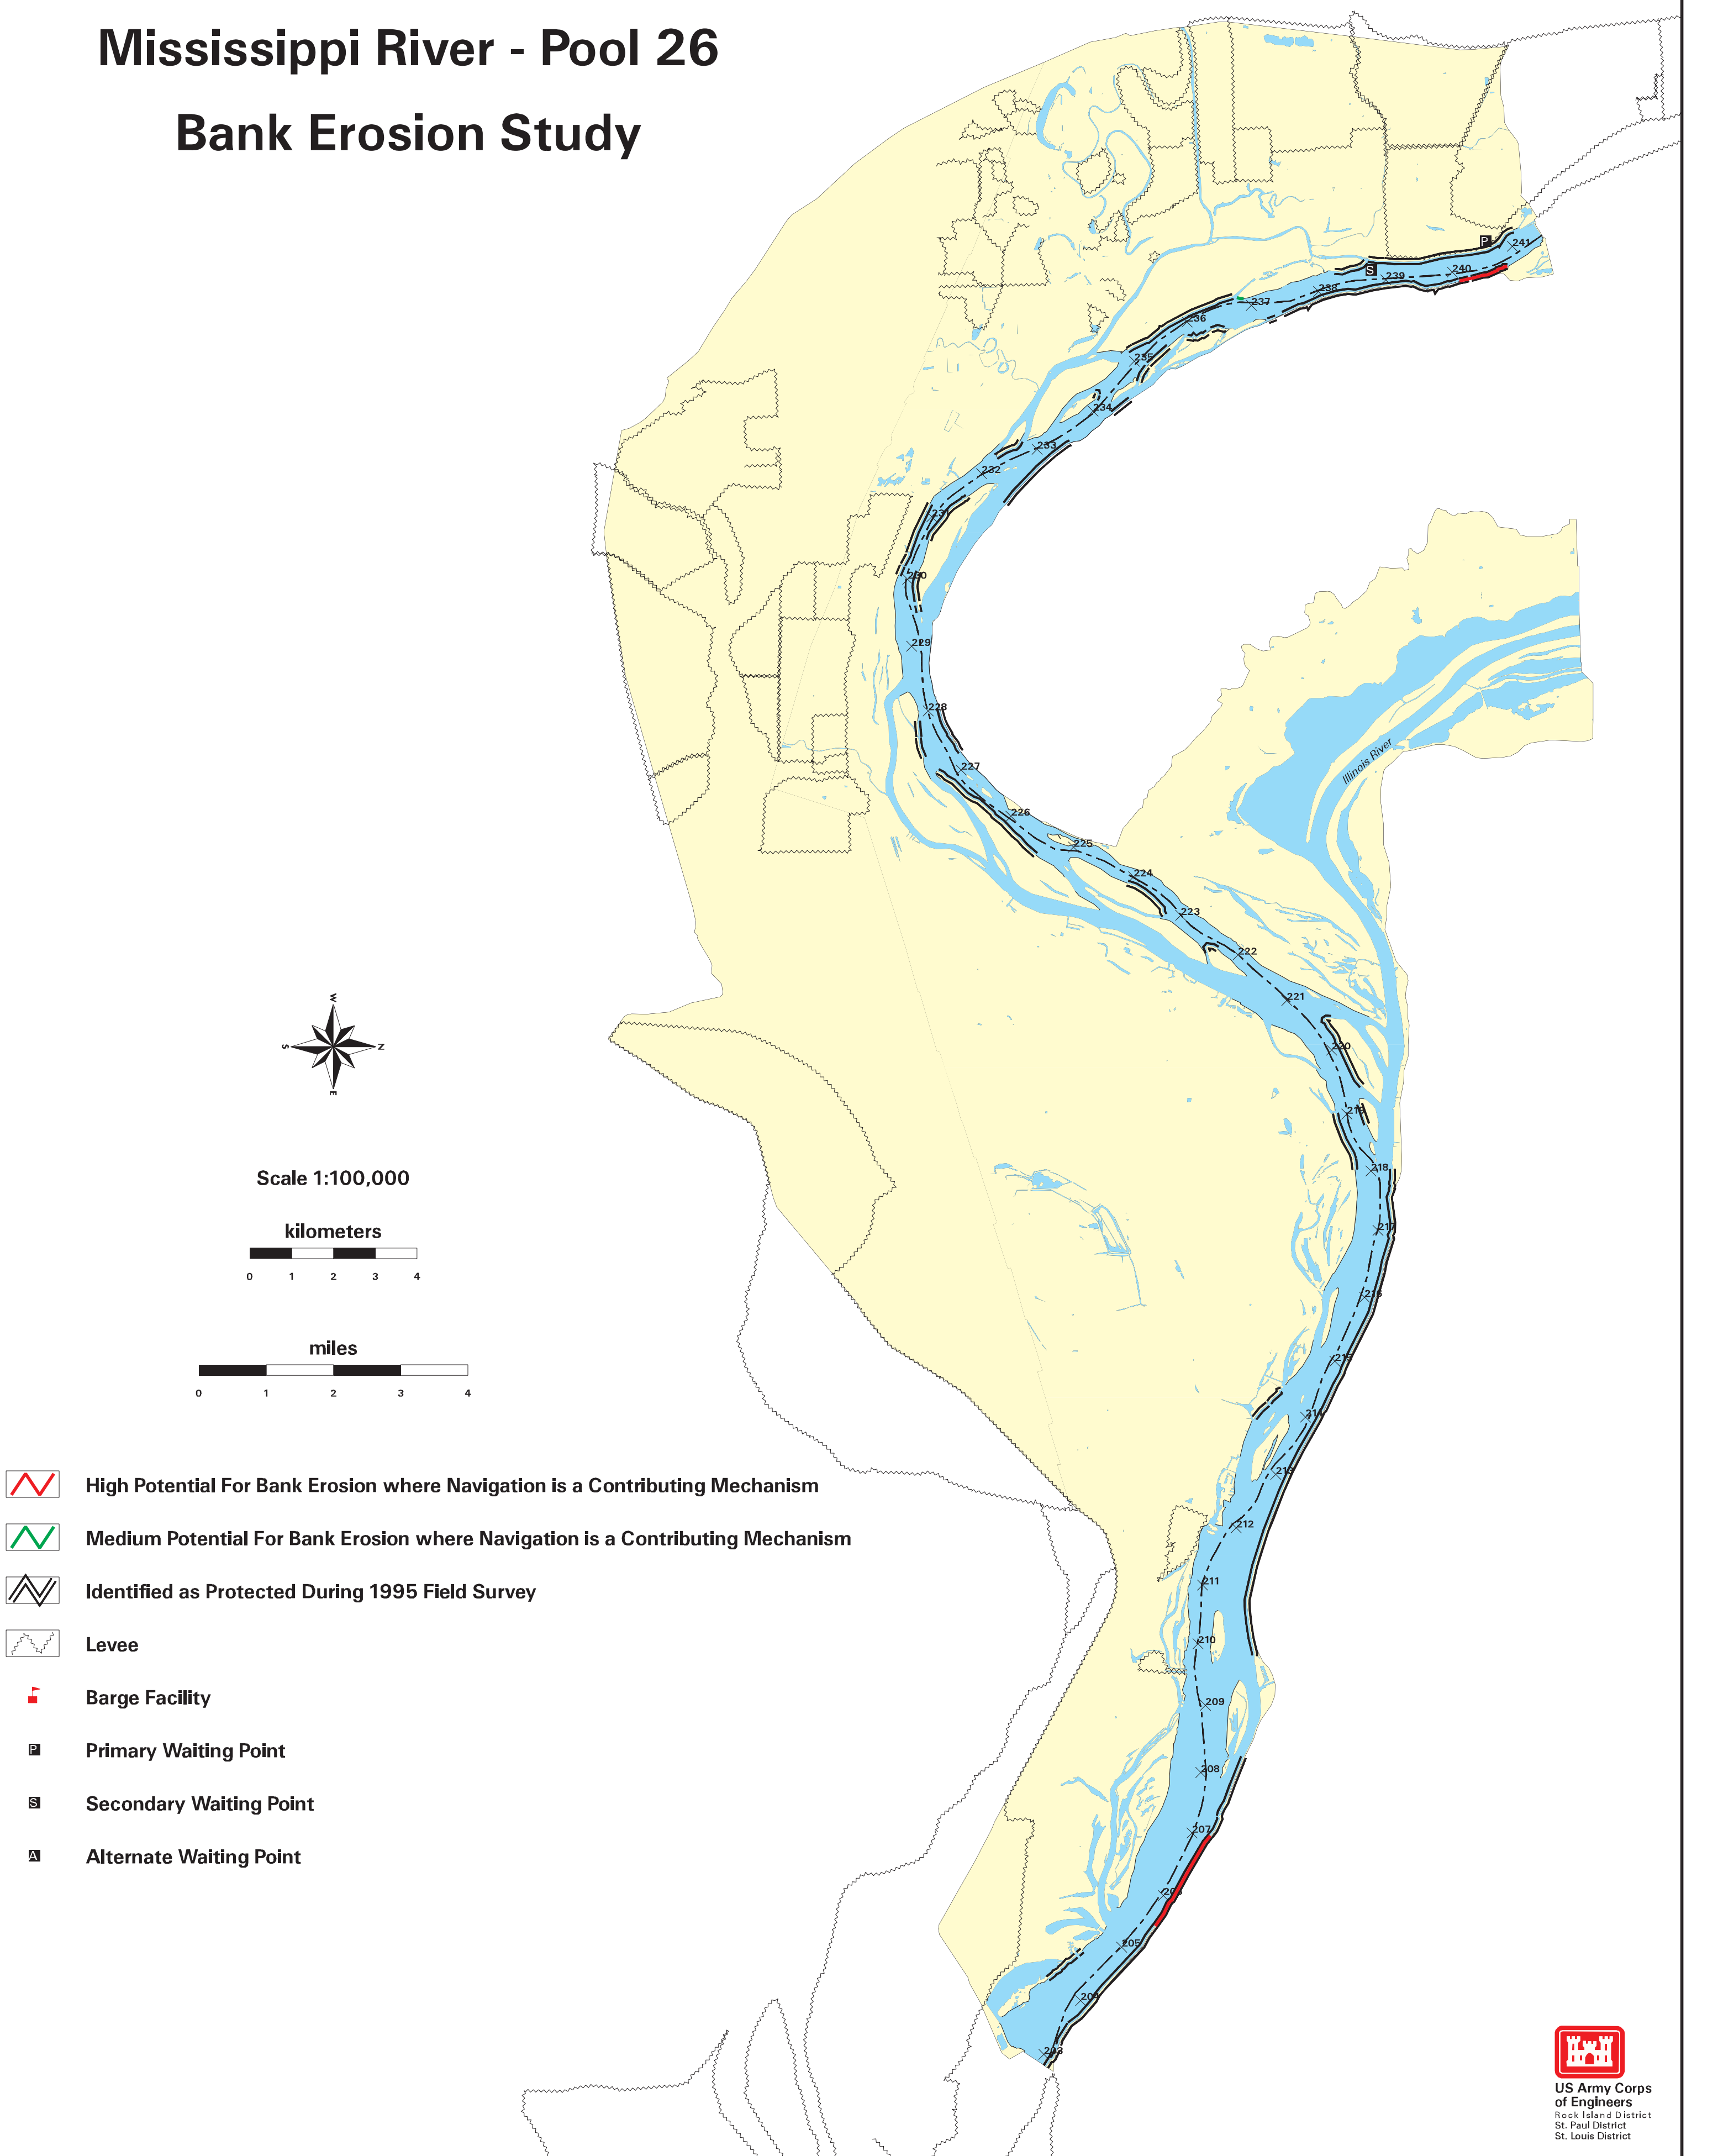 Mississippi River - Pool 26
Bank Erosion Study
P
241
S
240
239
238
237
236
235
234
233
232
231
230
229
228
Illinois River
227
226
225
224
223
222
221
W
S
N
E
220
219
218
Scale 1:100,000
217
kilometers
0 1 2 3 4
216
miles
215
0 1 2 3 4
214
213
High Potential For Bank Erosion where Navigation is a Contributing Mechanism
212
Medium Potential For Bank Erosion where Navigation is a Contributing Mechanism
211
Identified as Protected During 1995 Field Survey
210
Levee
Barge Facility
209
P Primary Waiting Point
208
S Secondary Waiting Point
207
A Alternate Waiting Point
206
205
204
203
US Army Corps
of Engineers
Rock Island District
St. Paul District
St. Louis District